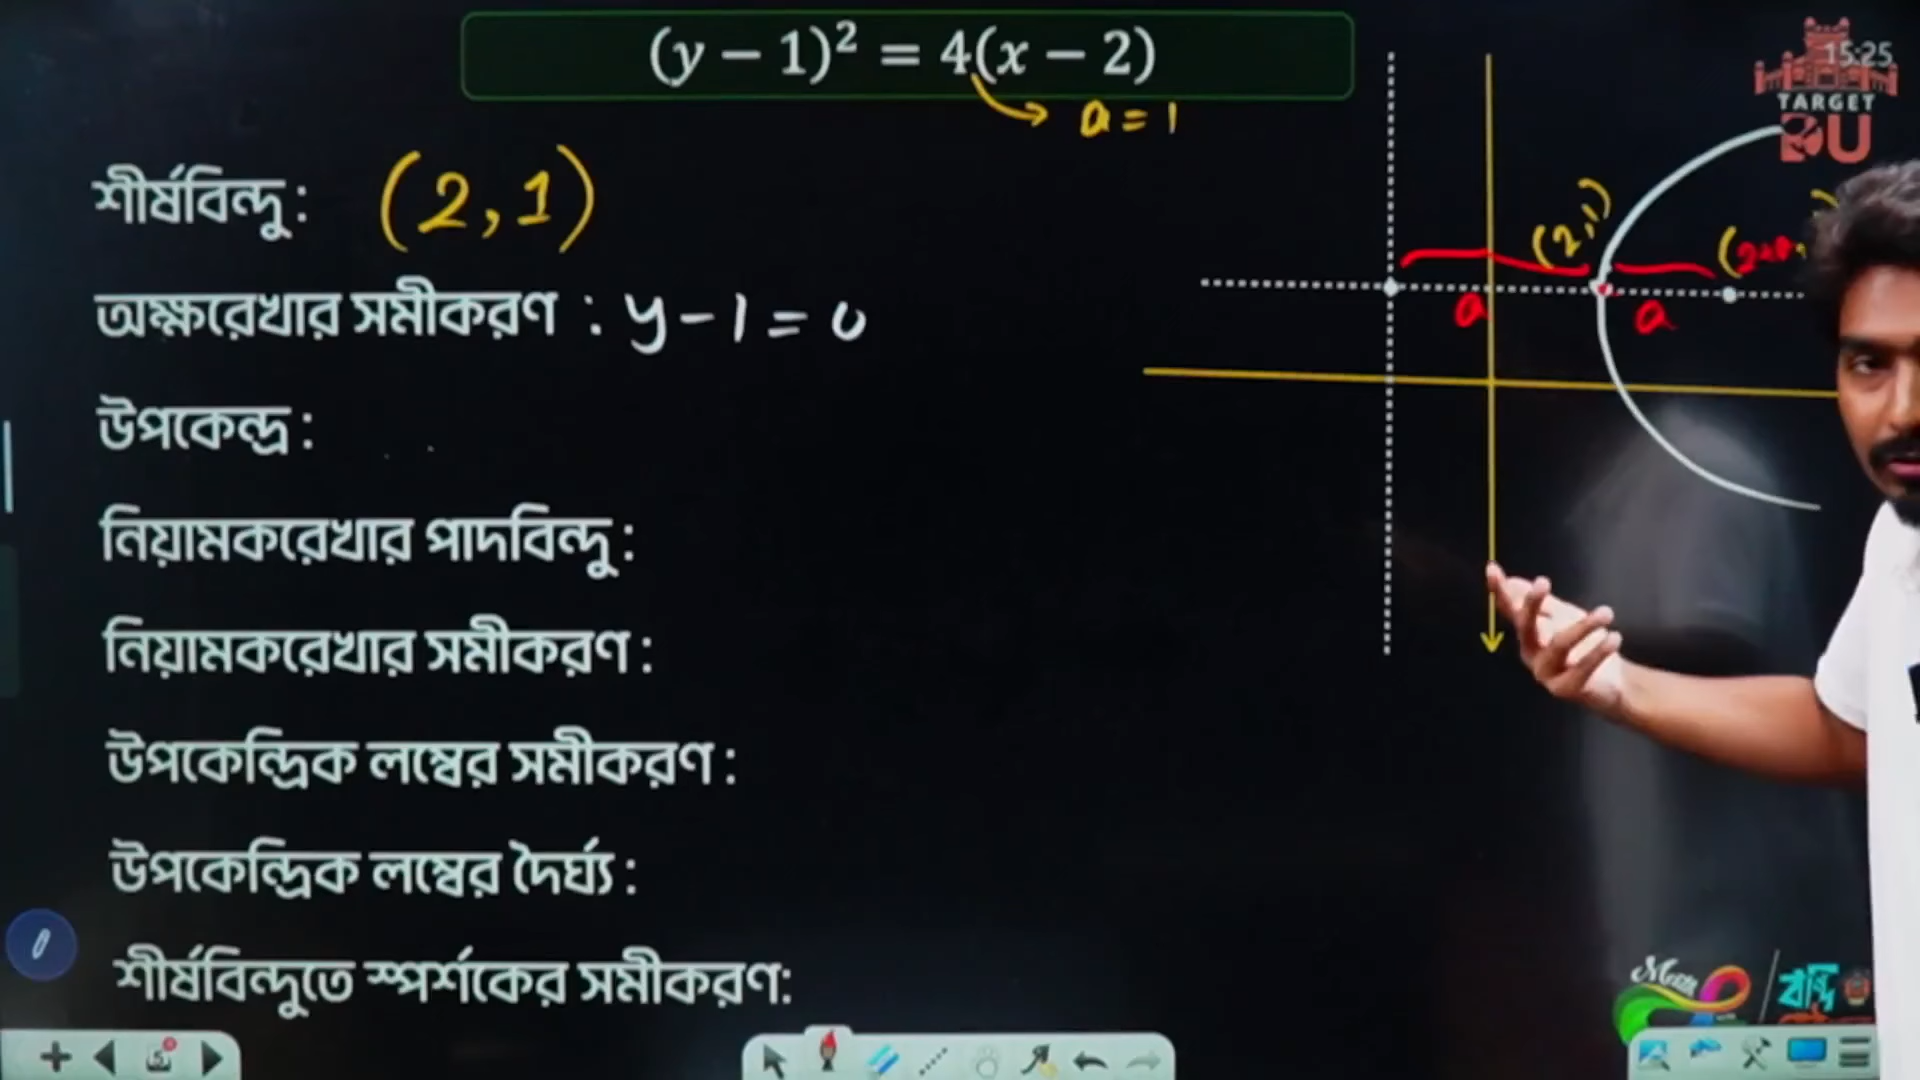 (y − 1)² = 4(x − 2)
a = 1
15:25
TARGET
DU
শীর্ষবিন্দু : (2, 1)
(2,1)
a
a
অক্ষরেখার সমীকরণ : y - 1 = 0
উপকেন্দ্র :
নিয়ামকরেখার পাদবিন্দু :
নিয়ামকরেখার সমীকরণ :
উপকেন্দ্রিক লম্বের সমীকরণ :
উপকেন্দ্রিক লম্বের দৈর্ঘ্য :
শীর্ষবিন্দুতে স্পর্শকের সমীকরণ: